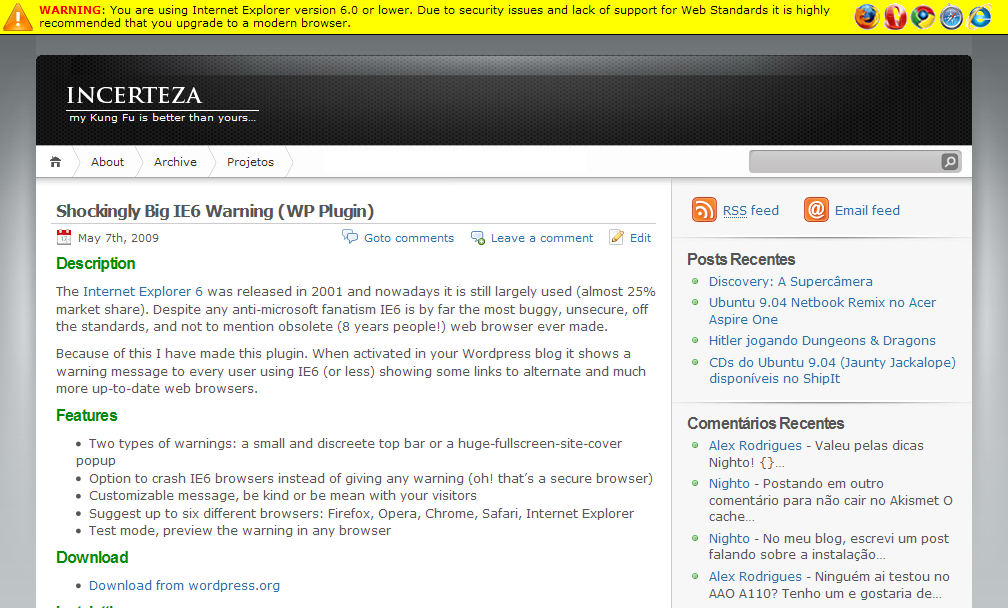 WARNING: You are using Internet Explorer version 6.0 or lower. Due to security issues and lack of support for Web Standards it is highly
recommended that you upgrade to a modern browser.
INCERTEZA
my Kung Fu is better than yours...
About
Archive
Projetos
Shockingly Big IE6 Warning (WP Plugin)
May 7th, 2009
Goto comments
Leave a comment
Edit
Description
The Internet Explorer 6 was released in 2001 and nowadays it is still largely used (almost 25%
market share). Despite any anti-microsoft fanatism IE6 is by far the most buggy, unsecure, off
the standards, and not to mention obsolete (8 years people!) web browser ever made.
Because of this I have made this plugin. When activated in your Wordpress blog it shows a
warning message to every user using IE6 (or less) showing some links to alternate and much
more up-to-date web browsers.
Features
• Two types of warnings: a small and discreete top bar or a huge-fullscreen-site-cover
popup
• Option to crash IE6 browsers instead of giving any warning (oh! that's a secure browser)
• Customizable message, be kind or be mean with your visitors
• Suggest up to six different browsers: Firefox, Opera, Chrome, Safari, Internet Explorer
• Test mode, preview the warning in any browser
Download
• Download from wordpress.org
RSS feed
Email feed
Posts Recentes
Discovery: A Supercâmera
Ubuntu 9.04 Netbook Remix no Acer
Aspire One
Hitler jogando Dungeons & Dragons
CDs do Ubuntu 9.04 (Jaunty Jackalope)
disponíveis no ShipIt
Comentários Recentes
Alex Rodrigues - Valeu pelas dicas
Nighto! {}...
Nighto - Postando em outro
comentário para não cair no Akismet O
cache...
Nighto - No meu blog, escrevi um post
falando sobre a instalação...
Alex Rodrigues - Ninguém ai testou no
AAO A110? Tenho um e gostaria de...